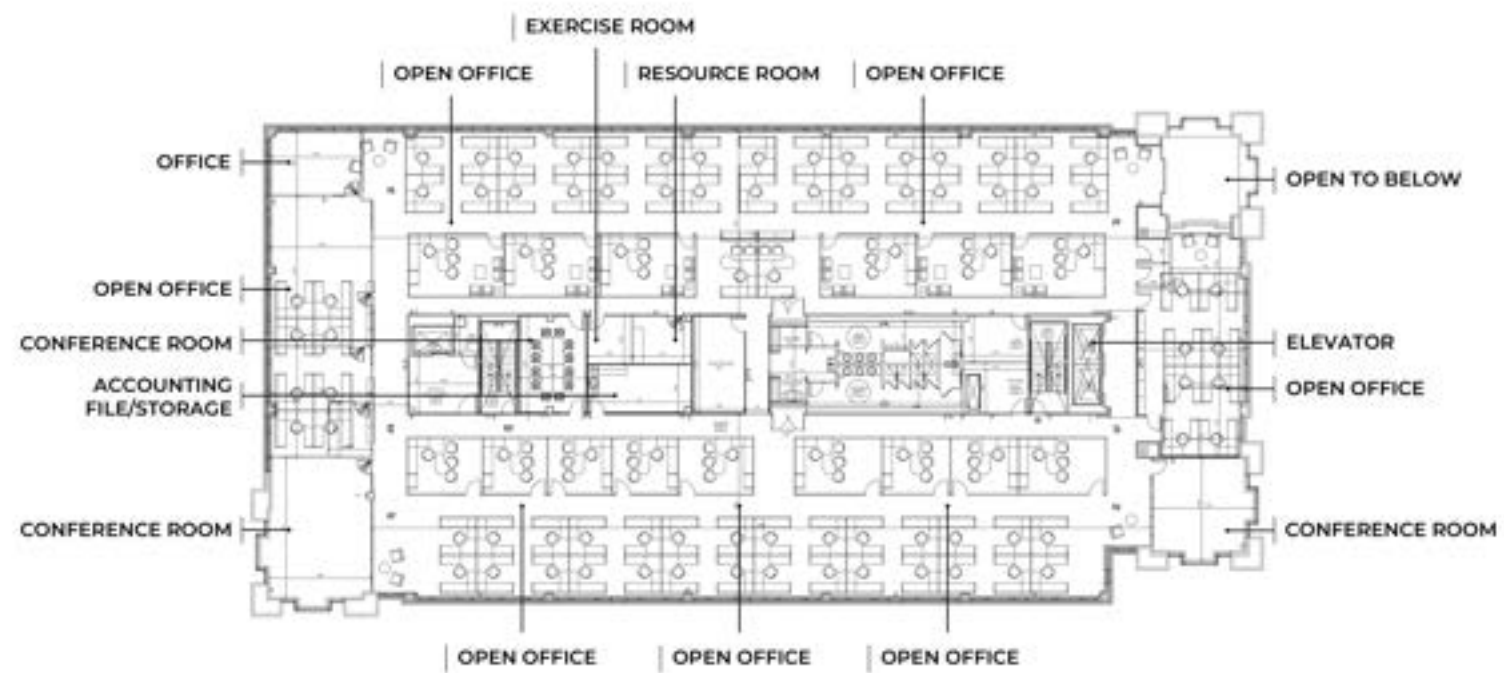 EXERCISE ROOM
OPEN OFFICE
RESOURCE ROOM
OPEN OFFICE
OFFICE
OPEN TO BELOW
OPEN OFFICE
CONFERENCE ROOM
ELEVATOR
ACCOUNTING
FILE/STORAGE
OPEN OFFICE
CONFERENCE ROOM
CONFERENCE ROOM
OPEN OFFICE
OPEN OFFICE
OPEN OFFICE